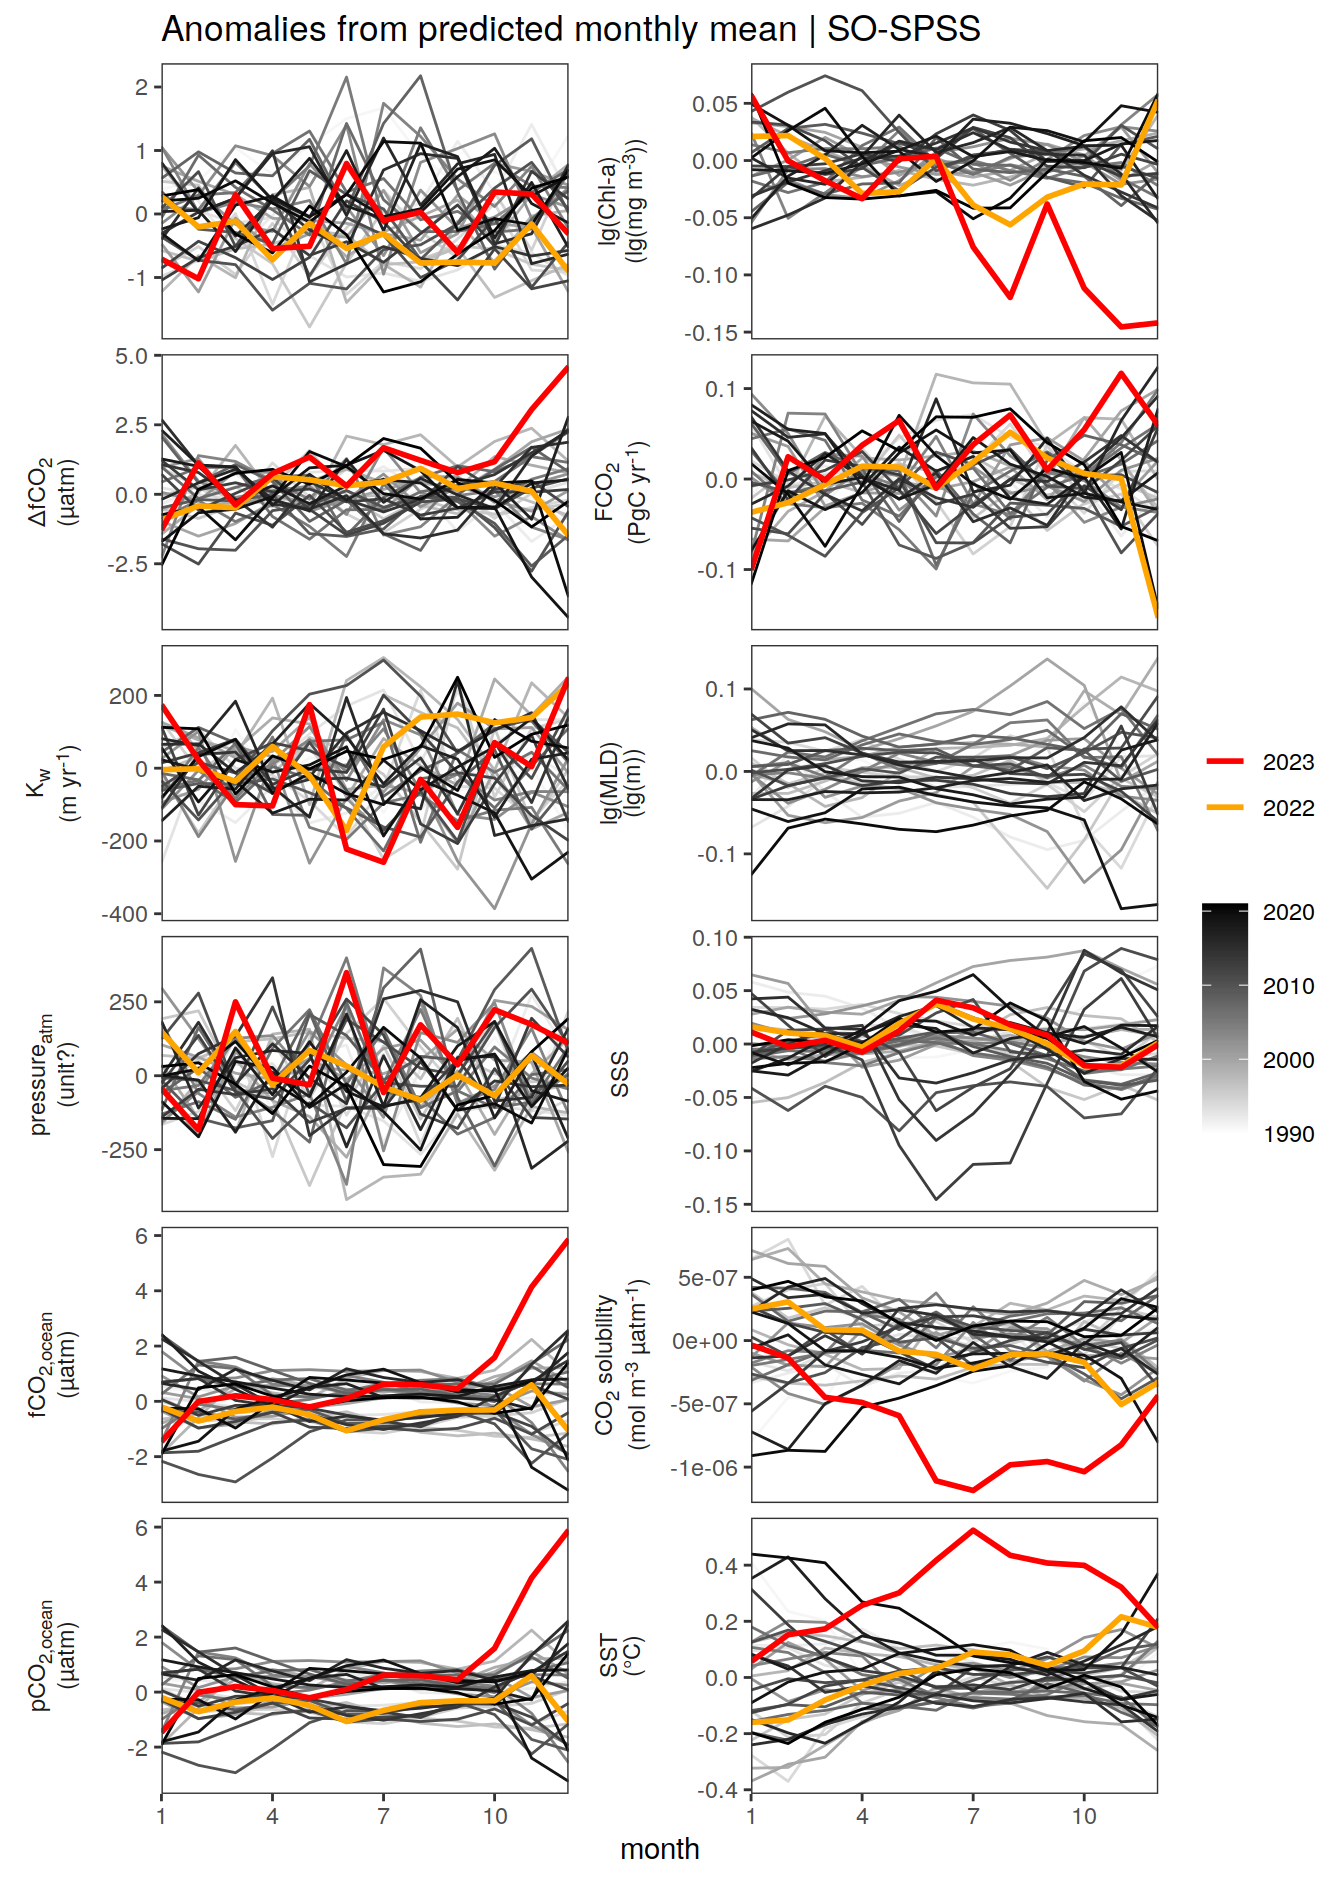 Anomalies from predicted monthly mean | SO-SPSS
2
1
0
-1
lg(Chl-a)
(lg(mg m⁻³))
0.05
0.00
-0.05
-0.10
-0.15
ΔfCO₂
(µatm)
5.0
2.5
0.0
-2.5
FCO₂
(PgC yr⁻¹)
0.1
0.0
-0.1
K_w
(m yr⁻¹)
200
0
-200
-400
lg(MLD)
(lg(m))
0.1
0.0
-0.1
pressure_atm
(unit?)
250
0
-250
SSS
0.10
0.05
0.00
-0.05
-0.10
-0.15
fCO₂,ocean
(µatm)
6
4
2
0
-2
CO₂ solubility
(mol m⁻³ µatm⁻¹)
5e-07
0e+00
-5e-07
-1e-06
pCO₂,ocean
(µatm)
6
4
2
0
-2
SST
(°C)
0.4
0.2
0.0
-0.2
-0.4
1 4 7 10
1 4 7 10
month
2023
2022
2020
2010
2000
1990